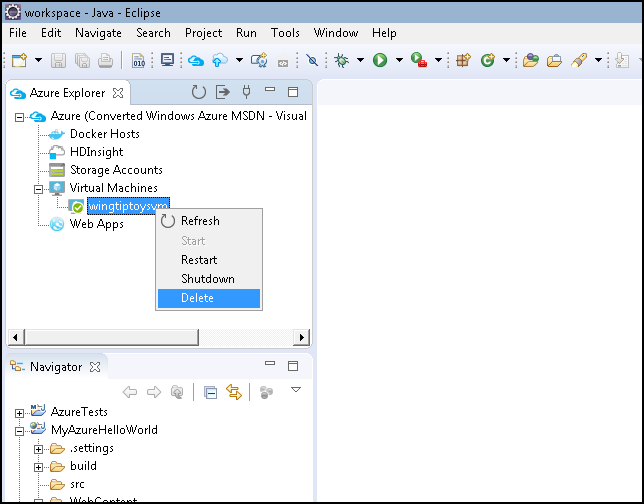 workspace - Java - Eclipse
File Edit Navigate Search Project Run Tools Window Help
010
Azure Explorer
Azure (Converted Windows Azure MSDN - Visual
Docker Hosts
HDInsight
Storage Accounts
Virtual Machines
wingtiptoysvm
Web Apps
Refresh
Start
Restart
Shutdown
Delete
Navigator
AzureTests
MyAzureHelloWorld
.settings
build
src
WebContent